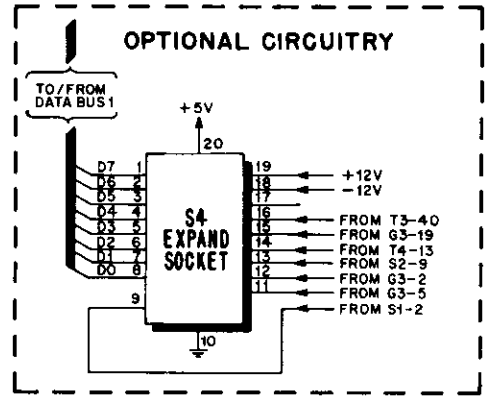 OPTIONAL CIRCUITRY
TO/FROM
DATA BUS 1
+5V
20
D7 1
D6 2
D5 3
D4 4
D3 5
D2 6
D1 7
D0 8
9
S4
EXPAND
SOCKET
19 +12V
18 -12V
17
16 FROM T3-40
15 FROM G3-19
14 FROM T4-13
13 FROM S2-9
12 FROM G3-2
11 FROM G3-5
FROM S1-2
10